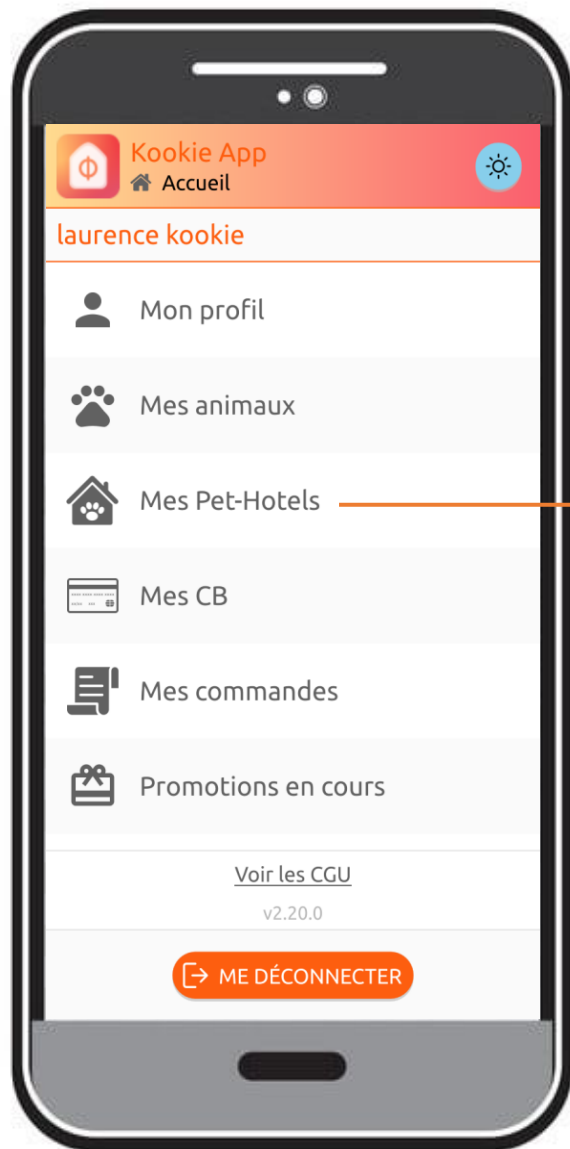 Kookie App
Accueil
laurence kookie
Mon profil
Mes animaux
Mes Pet-Hotels
Mes CB
Mes commandes
Promotions en cours
Voir les CGU
v2.20.0
ME DÉCONNECTER